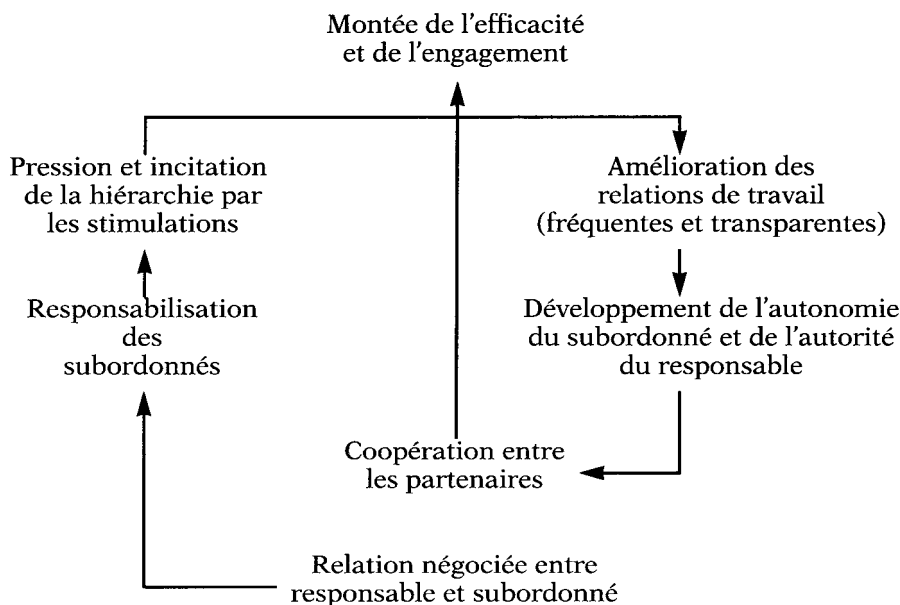 Montée de l'efficacité
et de l'engagement
Pression et incitation
de la hiérarchie par
les stimulations
Amélioration des
relations de travail
(fréquentes et transparentes)
Responsabilisation
des
subordonnés
Développement de l'autonomie
du subordonné et de l'autorité
du responsable
Coopération entre
les partenaires
Relation négociée entre
responsable et subordonné